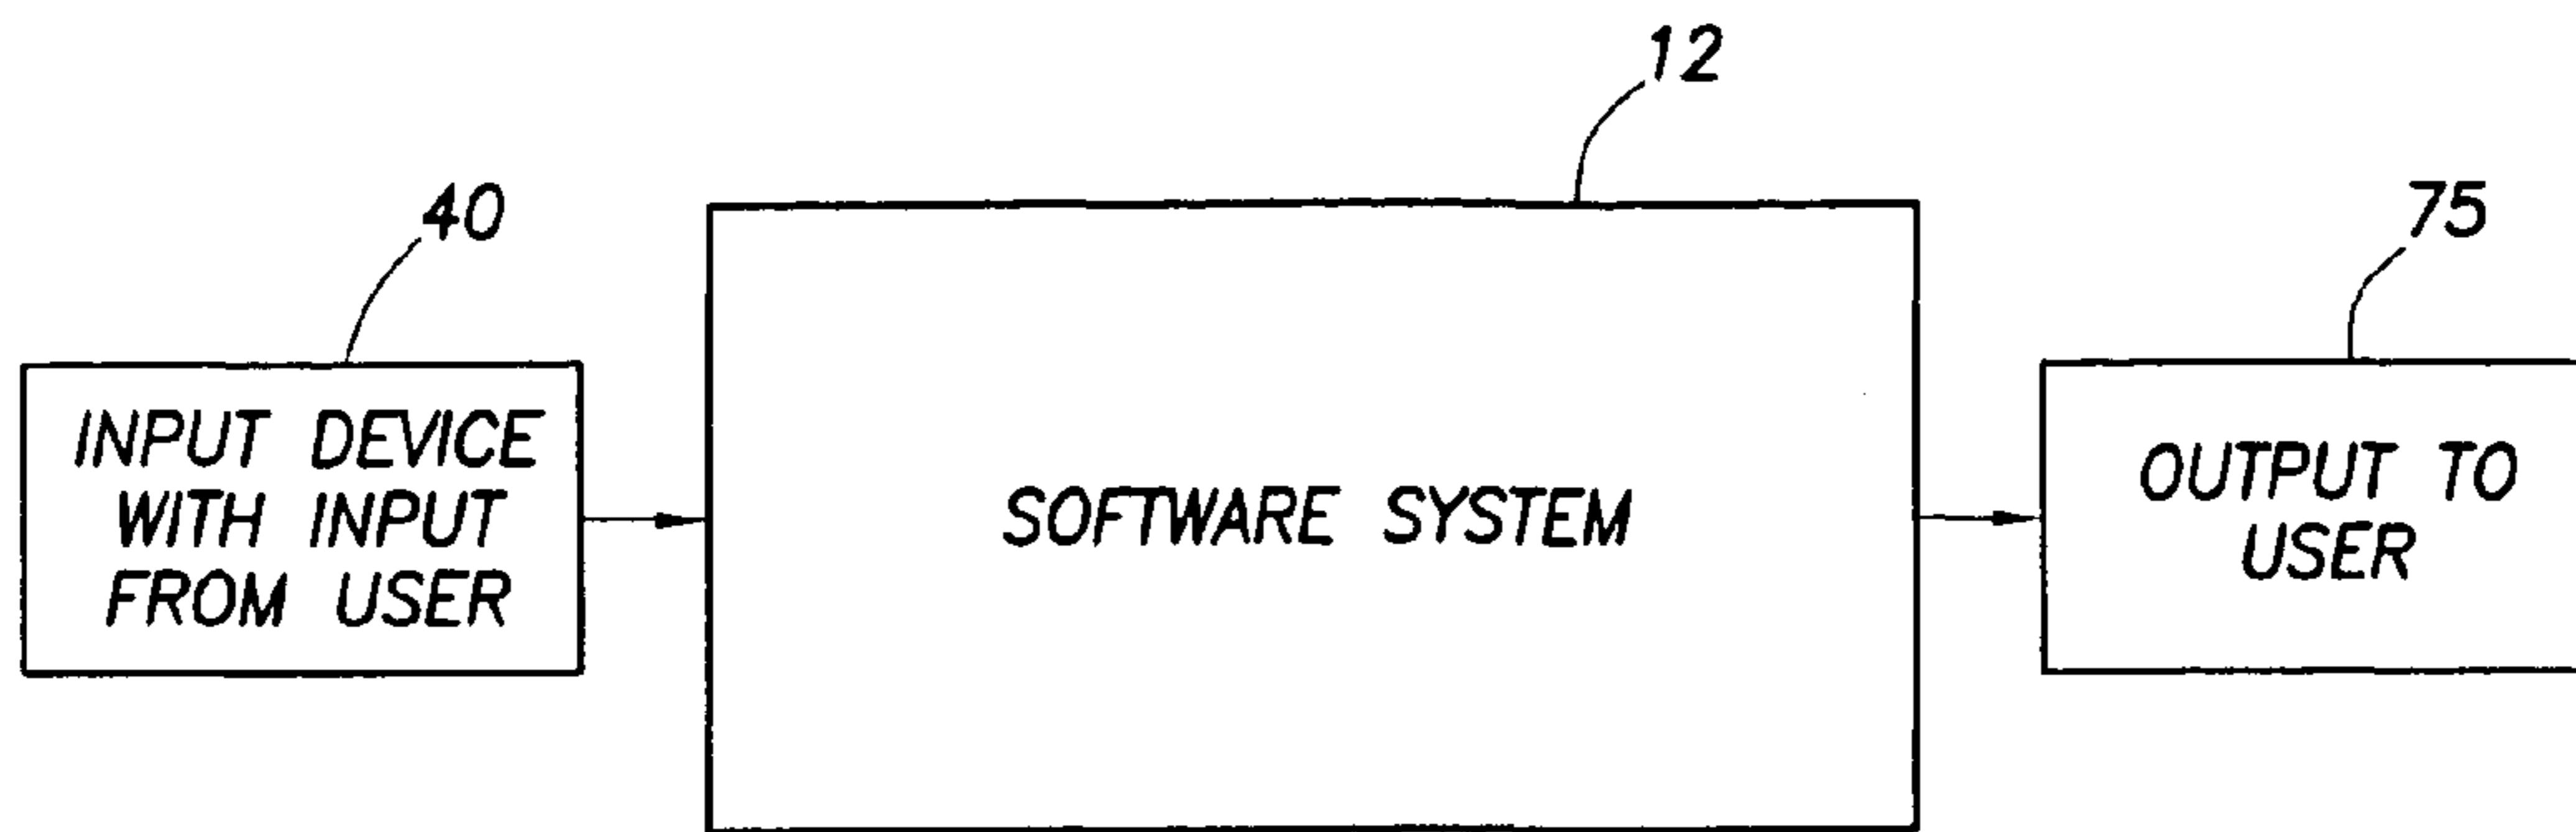 12
40
75
INPUT DEVICE
WITH INPUT
FROM USER
SOFTWARE SYSTEM
OUTPUT TO
USER